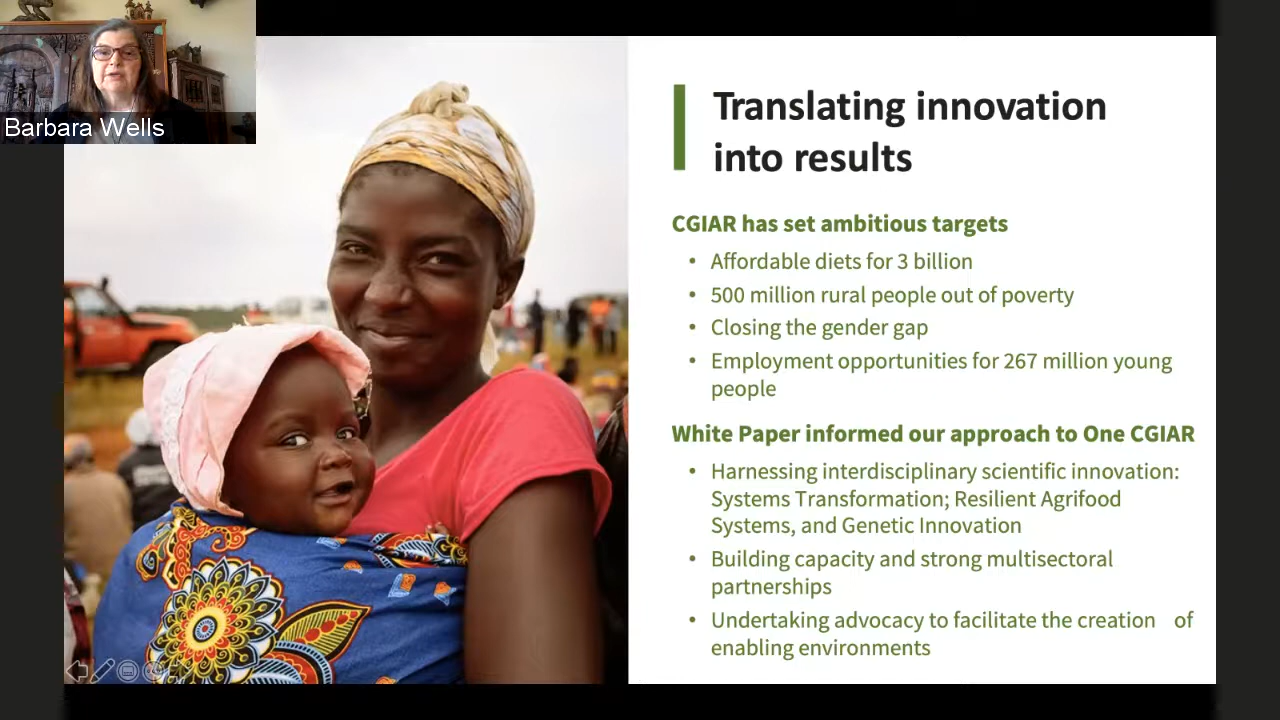 Barbara Wells
Translating innovation
into results
CGIAR has set ambitious targets
• Affordable diets for 3 billion
• 500 million rural people out of poverty
• Closing the gender gap
• Employment opportunities for 267 million young
people
White Paper informed our approach to One CGIAR
• Harnessing interdisciplinary scientific innovation:
Systems Transformation; Resilient Agrifood
Systems, and Genetic Innovation
• Building capacity and strong multisectoral
partnerships
• Undertaking advocacy to facilitate the creation of
enabling environments